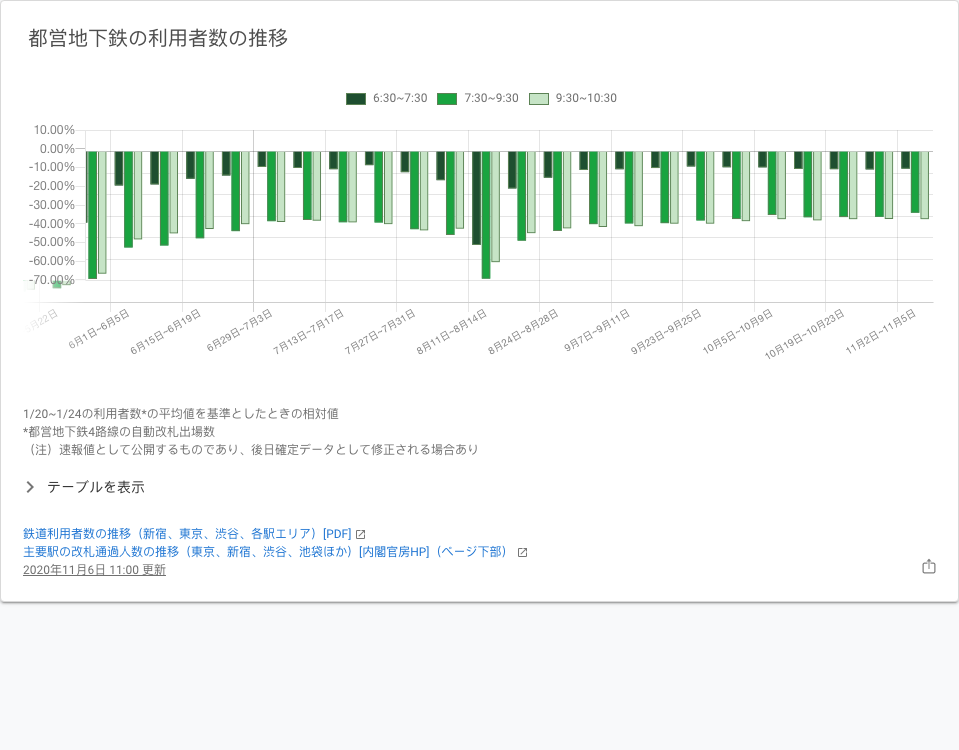 都営地下鉄の利用者数の推移
6:30~7:30 7:30~9:30 9:30~10:30
10.00%
0.00%
-10.00%
-20.00%
-30.00%
-40.00%
-50.00%
-60.00%
-70.00%
月22日 6月1日~6月5日 6月15日~6月19日 6月29日~7月3日 7月13日~7月17日 7月27日~7月31日 8月11日~8月14日 8月24日~8月28日 9月7日~9月11日 9月23日~9月25日 10月5日~10月9日 10月19日~10月23日 11月2日~11月5日
1/20~1/24の利用者数*の平均値を基準としたときの相対値
*都営地下鉄4路線の自動改札出場数
（注）速報値として公開するものであり、後日確定データとして修正される場合あり
テーブルを表示
鉄道利用者数の推移（新宿、東京、渋谷、各駅エリア）[PDF]
主要駅の改札通過人数の推移（東京、新宿、渋谷、池袋ほか）[内閣官房HP]（ページ下部）
2020年11月6日 11:00 更新